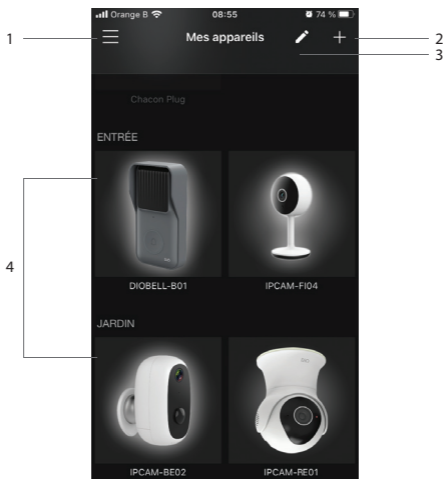 Orange B 08:55 74 %
1 Mes appareils 2
3
Chacon Plug
ENTRÉE
4
DIOBELL-B01 IPCAM-FI04
JARDIN
IPCAM-BE02 IPCAM-RE01